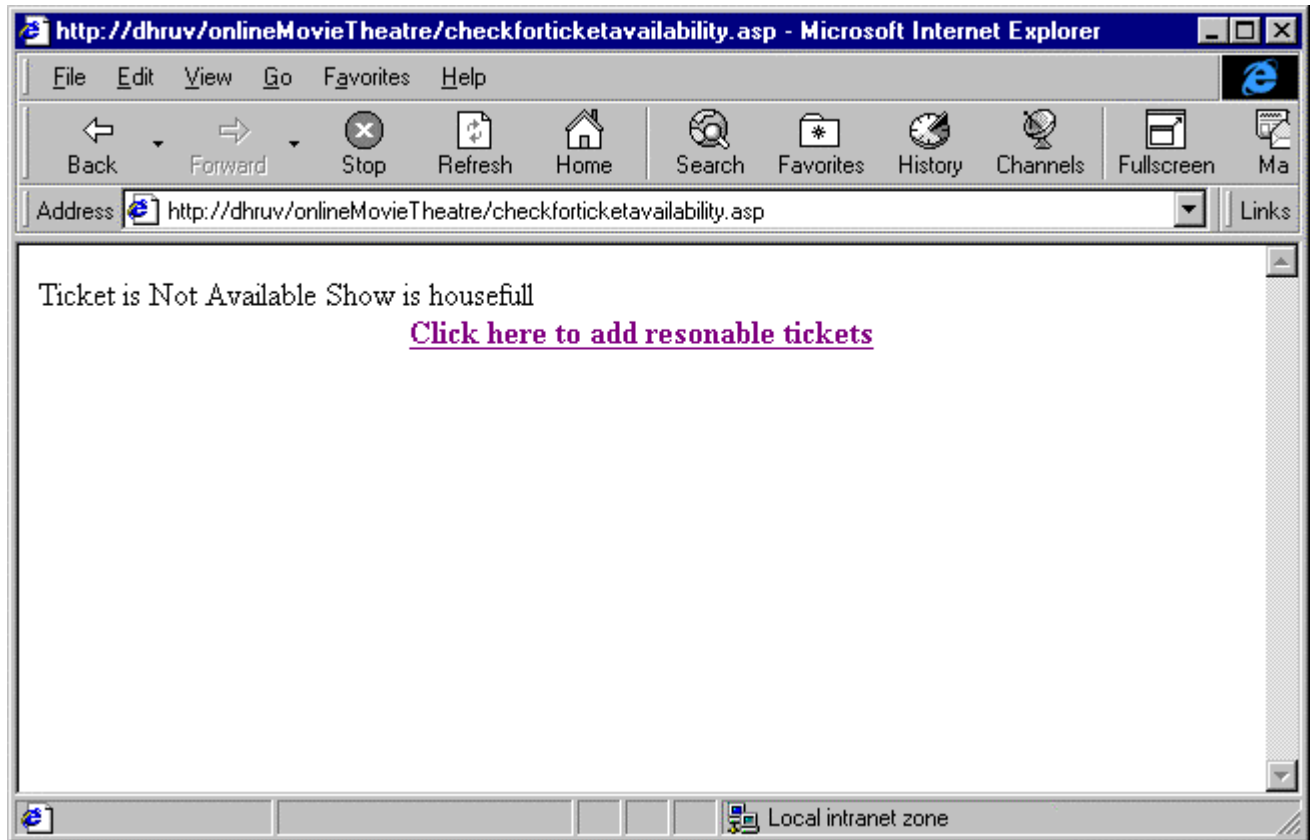 http://dhruv/onlineMovieTheatre/checkforticketavailability.asp - Microsoft Internet Explorer
File Edit View Go Favorites Help
Back Forward Stop Refresh Home Search Favorites History Channels Fullscreen Ma
Address http://dhruv/onlineMovieTheatre/checkforticketavailability.asp Links
Ticket is Not Available Show is housefull
Click here to add resonable tickets
Local intranet zone